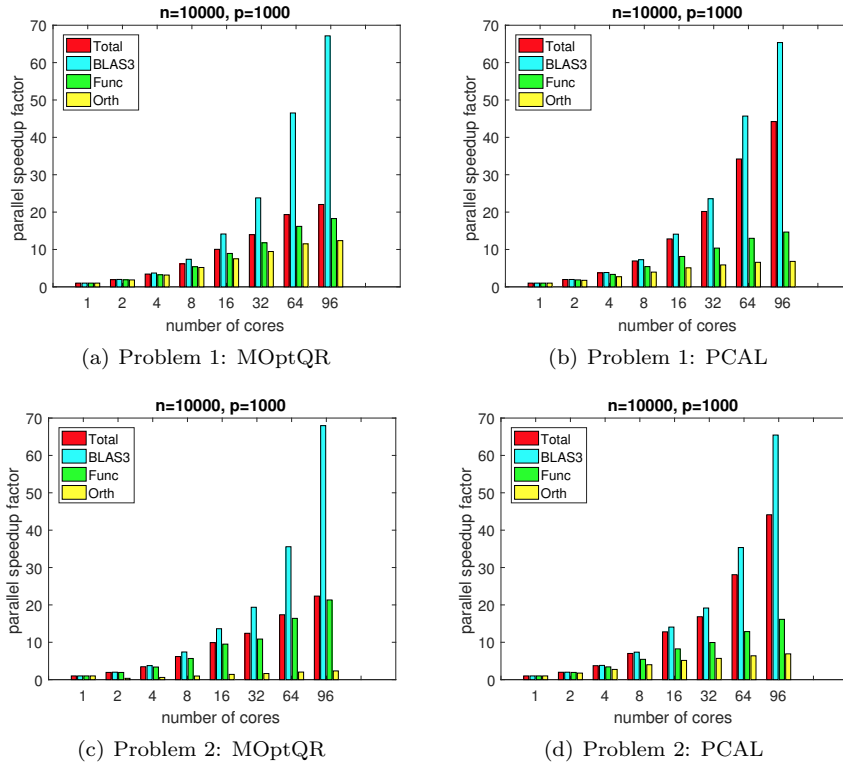 n=10000, p=1000
70
60
50
40
30
20
10
0
parallel speedup factor
Total
BLAS3
Func
Orth
1 2 4 8 16 32 64 96
number of cores
(a) Problem 1: MOptQR
n=10000, p=1000
70
60
50
40
30
20
10
0
parallel speedup factor
Total
BLAS3
Func
Orth
1 2 4 8 16 32 64 96
number of cores
(b) Problem 1: PCAL
n=10000, p=1000
70
60
50
40
30
20
10
0
parallel speedup factor
Total
BLAS3
Func
Orth
1 2 4 8 16 32 64 96
number of cores
(c) Problem 2: MOptQR
n=10000, p=1000
70
60
50
40
30
20
10
0
parallel speedup factor
Total
BLAS3
Func
Orth
1 2 4 8 16 32 64 96
number of cores
(d) Problem 2: PCAL